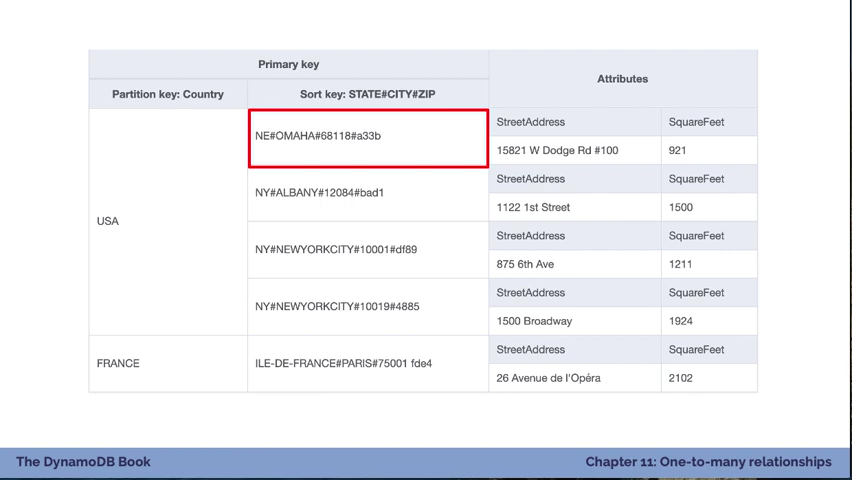 Primary key
Attributes
Partition key: Country
Sort key: STATE#CITY#ZIP
USA
NE#OMAHA#68118#a33b
StreetAddress
SquareFeet
15821 W Dodge Rd #100
921
NY#ALBANY#12084#bad1
StreetAddress
SquareFeet
1122 1st Street
1500
NY#NEWYORKCITY#10001#df89
StreetAddress
SquareFeet
875 6th Ave
1211
NY#NEWYORKCITY#10019#4885
StreetAddress
SquareFeet
1500 Broadway
1924
FRANCE
ILE-DE-FRANCE#PARIS#75001 fde4
StreetAddress
SquareFeet
26 Avenue de l'Opéra
2102
The DynamoDB Book
Chapter 11: One-to-many relationships